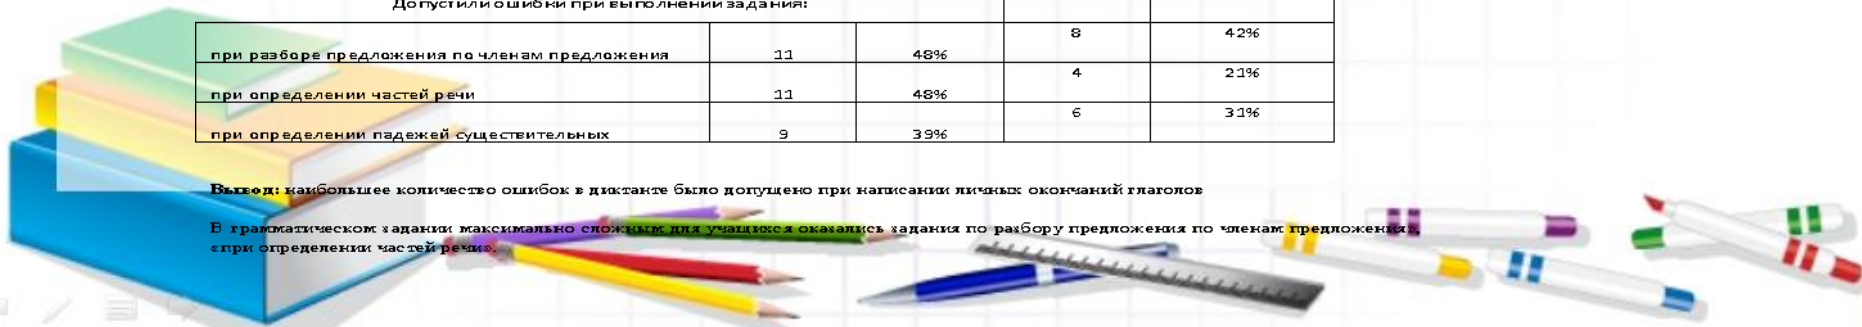 Допустили ошибки при выполнении задания:
при разборе предложения по членам предложения 11 48% 8 42%
при определении частей речи 11 48% 4 21%
при определении падежей существительных 9 39% 6 31%
Вывод: наибольшее количество ошибок в диктанте было допущено при написании личных окончаний глаголов
В грамматическом задании максимально сложным для учащихся оказались задания по разбору предложения по членам предложения,
«при определении частей речи».